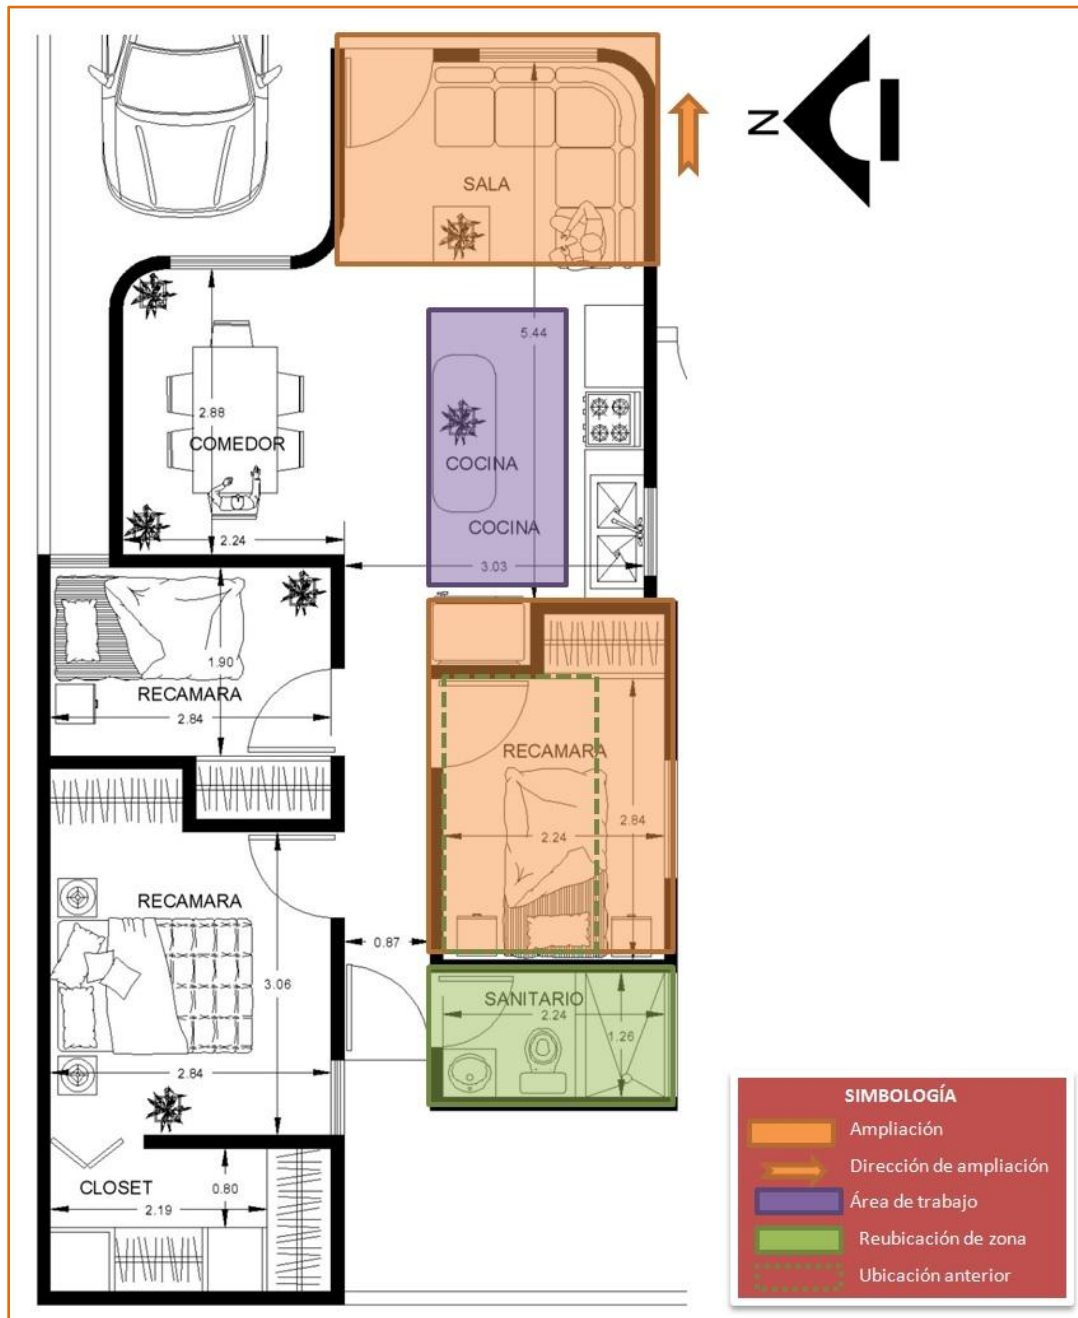 N
SALA
5.44
2.88
COMEDOR
COCINA
COCINA
2.24
3.03
1.90
RECAMARA
2.84
RECAMARA
2.24
2.84
RECAMARA
0.87
3.06
SANITARIO
2.24
1.26
2.84
CLOSET
0.80
2.19
SIMBOLOGÍA
Ampliación
Dirección de ampliación
Área de trabajo
Reubicación de zona
Ubicación anterior